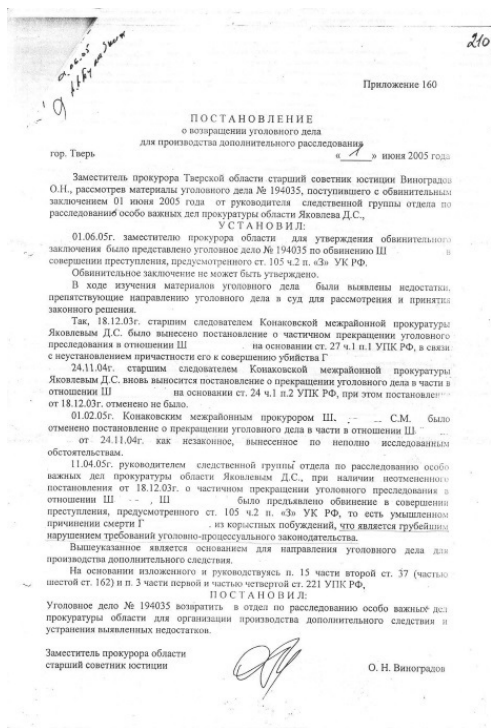 210
Приложение 160
ПОСТАНОВЛЕНИЕ
о возвращении уголовного дела
для производства дополнительного расследования
гор. Тверь « 1 » июня 2005 года
Заместитель прокурора Тверской области старший советник юстиции Виноградов
О.Н., рассмотрев материалы уголовного дела № 194035, поступившего с обвинительным
заключением 01 июня 2005 года от руководителя следственной группы отдела по
расследованию особо важных дел прокуратуры области Яковлева Д.С.,
УСТАНОВИЛ:
01.06.05г. заместителю прокурора области для утверждения обвинительного
заключения было представлено уголовное дело № 194035 по обвинению Ш в
совершении преступления, предусмотренного ст. 105 ч.2 п. «З» УК РФ.
Обвинительное заключение не может быть утверждено.
В ходе изучения материалов уголовного дела были выявлены недостатки,
препятствующие направлению уголовного дела в суд для рассмотрения и принятия
законного решения.
Так, 18.12.03г. старшим следователем Конаковской межрайонной прокуратуры
Яковлевым Д.С. было вынесено постановление о частичном прекращении уголовного
преследования в отношении Ш на основании ст. 27 ч.1 п.1 УПК РФ, в связи
с неустановлением причастности его к совершению убийства Г
24.11.04г. старшим следователем Конаковской межрайонной прокуратуры
Яковлевым Д.С. вновь выносится постановление о прекращении уголовного дела в части в
отношении Ш на основании ст. 24 ч.1 п.2 УПК РФ, при этом постановление
от 18.12.03г. отменено не было.
01.02.05г. Конаковским межрайонным прокурором Ш. С.М. было
отменено постановление о прекращении уголовного дела в части в отношении Ш
от 24.11.04г. как незаконное, вынесенное по неполно исследованным
обстоятельствам.
11.04.05г. руководителем следственной группы отдела по расследованию особо
важных дел прокуратуры области Яковлевым Д.С., при наличии неотмененного
постановления от 18.12.03г. о частичном прекращении уголовного преследования в
отношении Ш , Ш было предъявлено обвинение в совершении
преступления, предусмотренного ст. 105 ч.2 п. «З» УК РФ, то есть умышленном
причинении смерти Г . из корыстных побуждений, что является грубейшим
нарушением требований уголовно-процессуального законодательства.
Вышеуказанное является основанием для направления уголовного дела для
производства дополнительного следствия.
На основании изложенного и руководствуясь п. 15 части второй ст. 37 (частью
шестой ст. 162) и п. 3 части первой и частью четвертой ст. 221 УПК РФ,
ПОСТАНОВИЛ:
Уголовное дело № 194035 возвратить в отдел по расследованию особо важных дел
прокуратуры области для организации производства дополнительного следствия и
устранения выявленных недостатков.
Заместитель прокурора области
старший советник юстиции О. Н. Виноградов